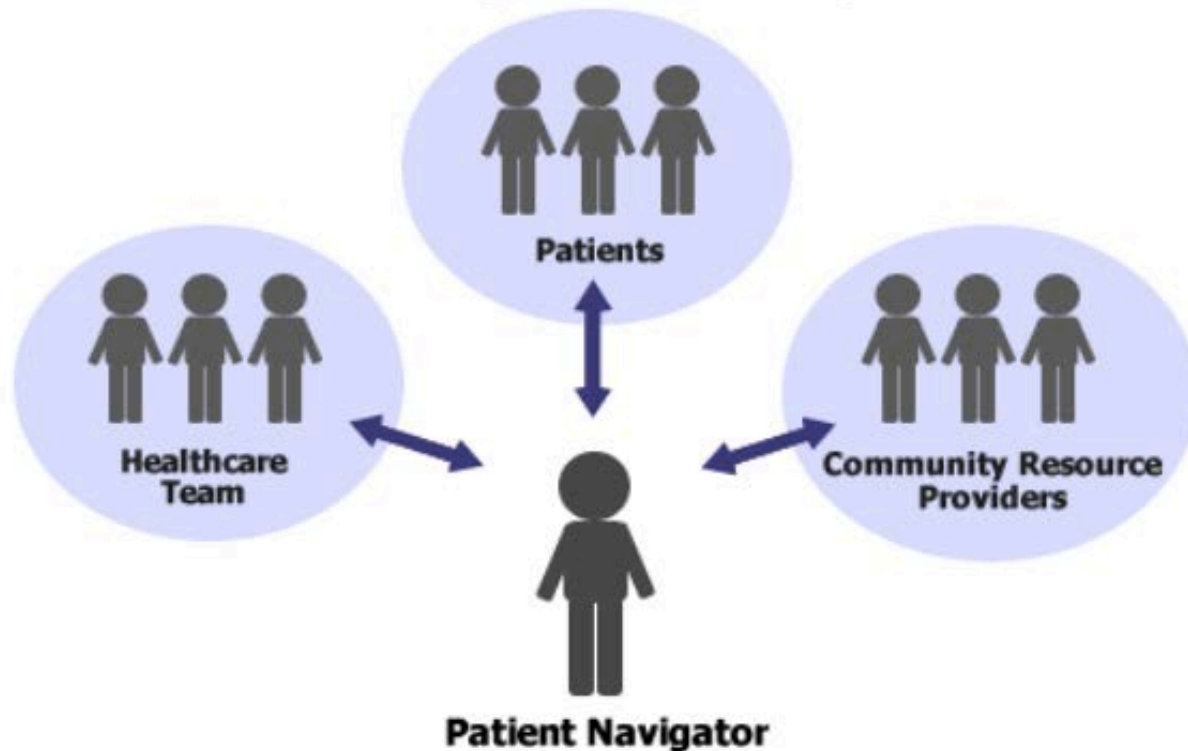 Patients
Healthcare
Team
Community Resource
Providers
Patient Navigator